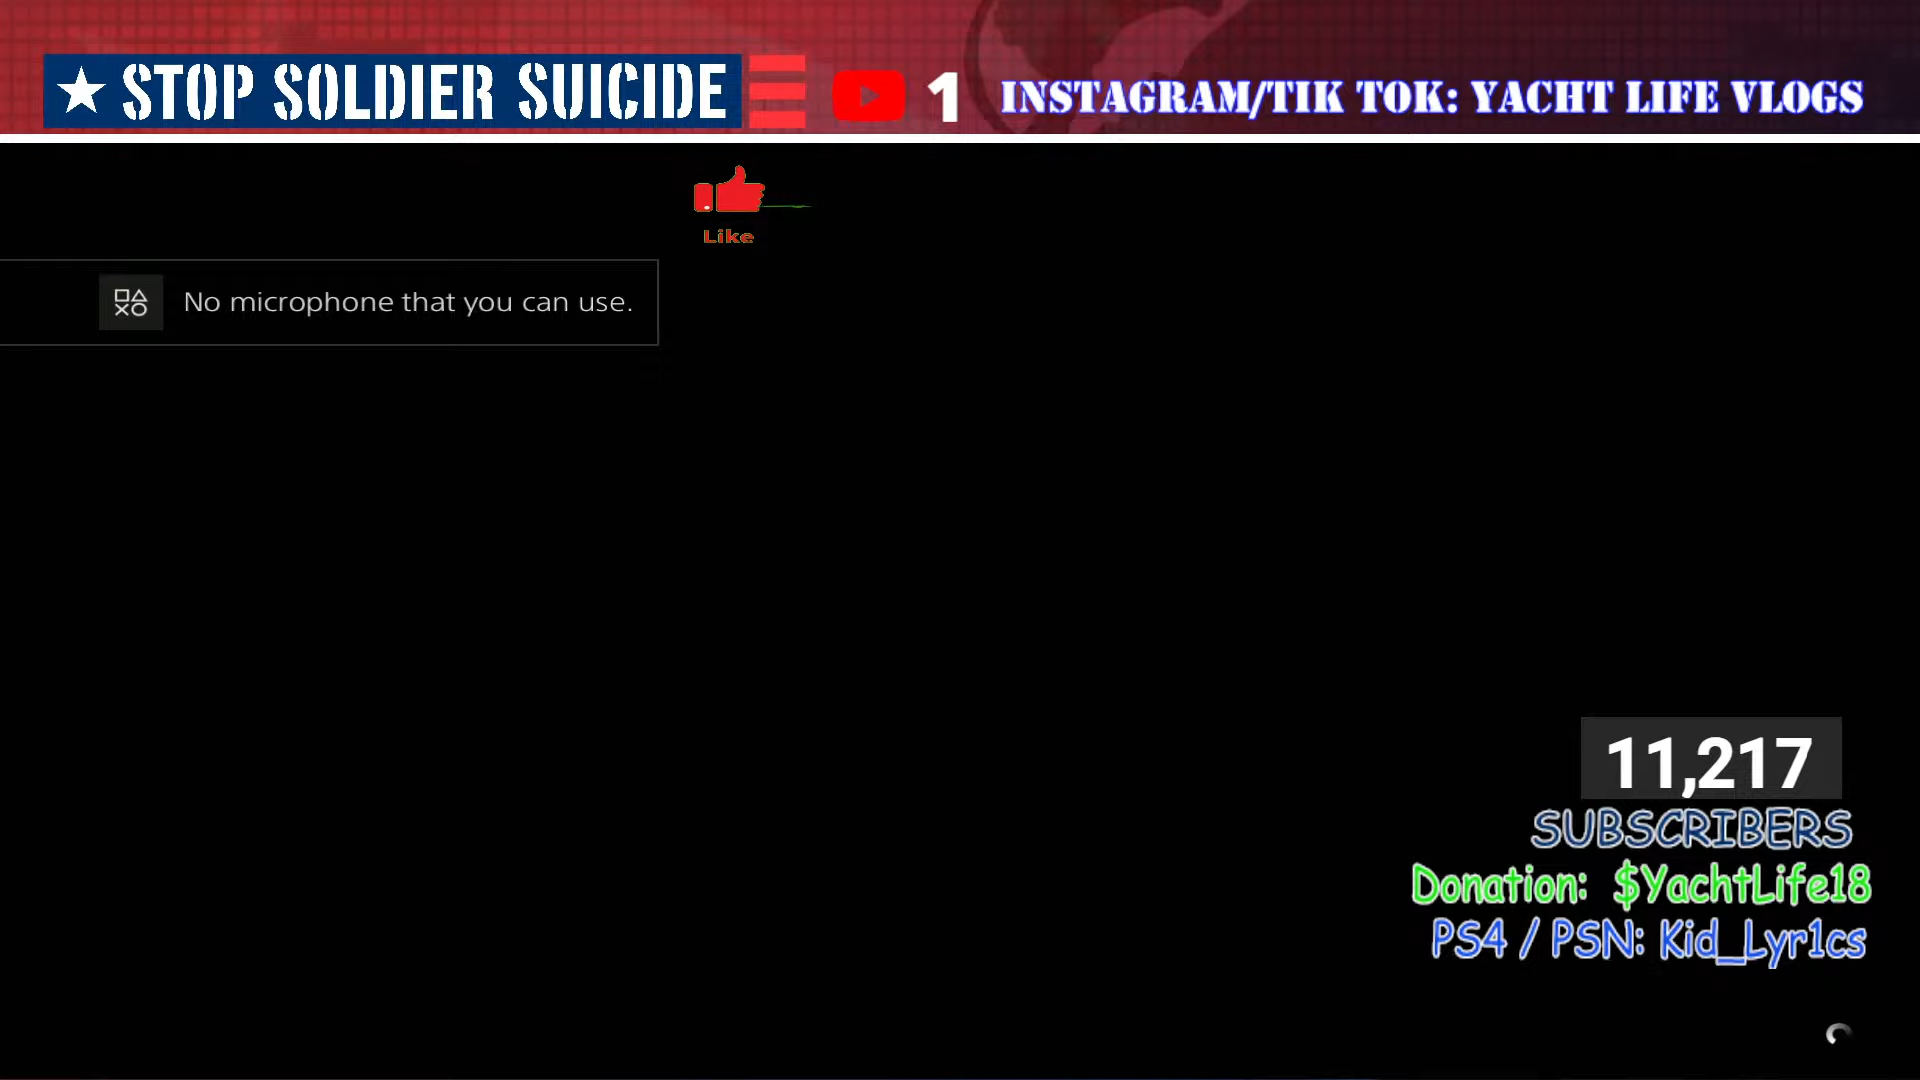 STOP SOLDIER SUICIDE
1
INSTAGRAM/TIK TOK: YACHT LIFE VLOGS
Like
No microphone that you can use.
11,217
SUBSCRIBERS
Donation: $YachtLife18
PS4 / PSN: Kid_Lyr1cs